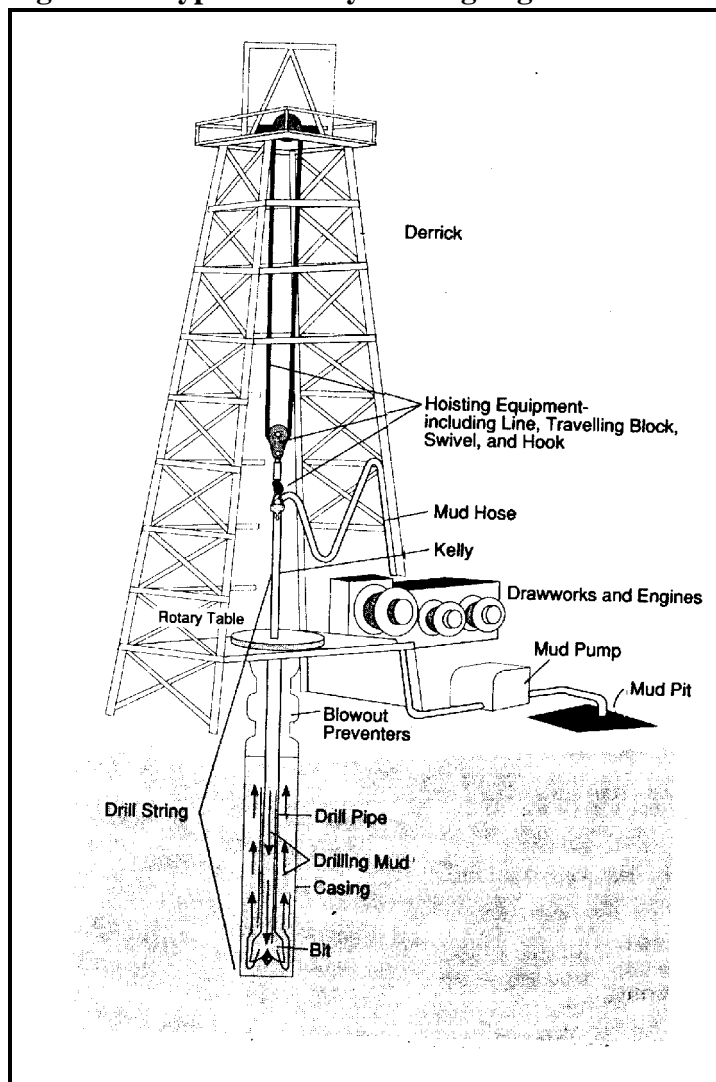 Derrick
Hoisting Equipment-
including Line, Travelling Block,
Swivel, and Hook
Mud Hose
Kelly
Drawworks and Engines
Rotary Table
Mud Pump
Mud Pit
Blowout
Preventers
Drill String
Drill Pipe
Drilling Mud
Casing
Bit